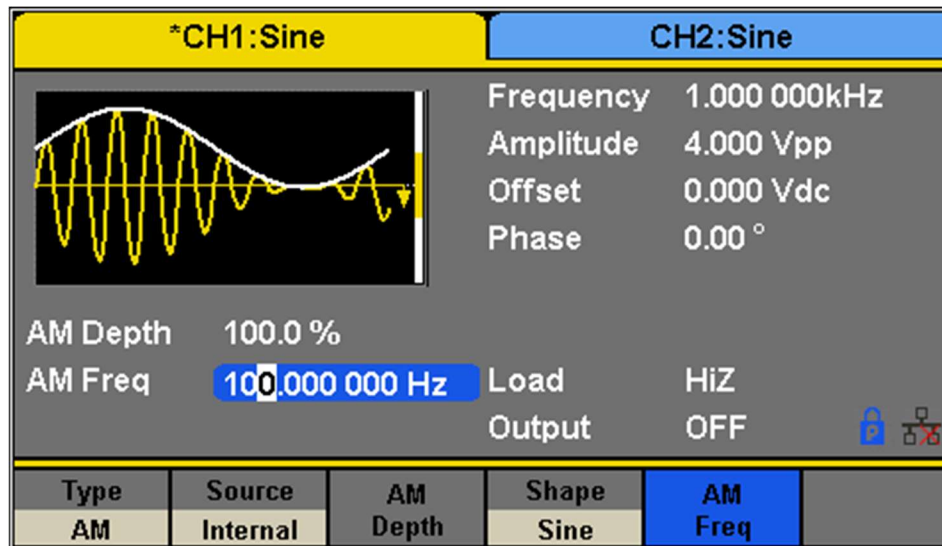 *CH1:Sine CH2:Sine
Frequency 1.000 000kHz
Amplitude 4.000 Vpp
Offset 0.000 Vdc
Phase 0.00 °
AM Depth 100.0 %
AM Freq 100.000 000 Hz Load HiZ
Output OFF
P
Type Source AM Shape AM
AM Internal Depth Sine Freq